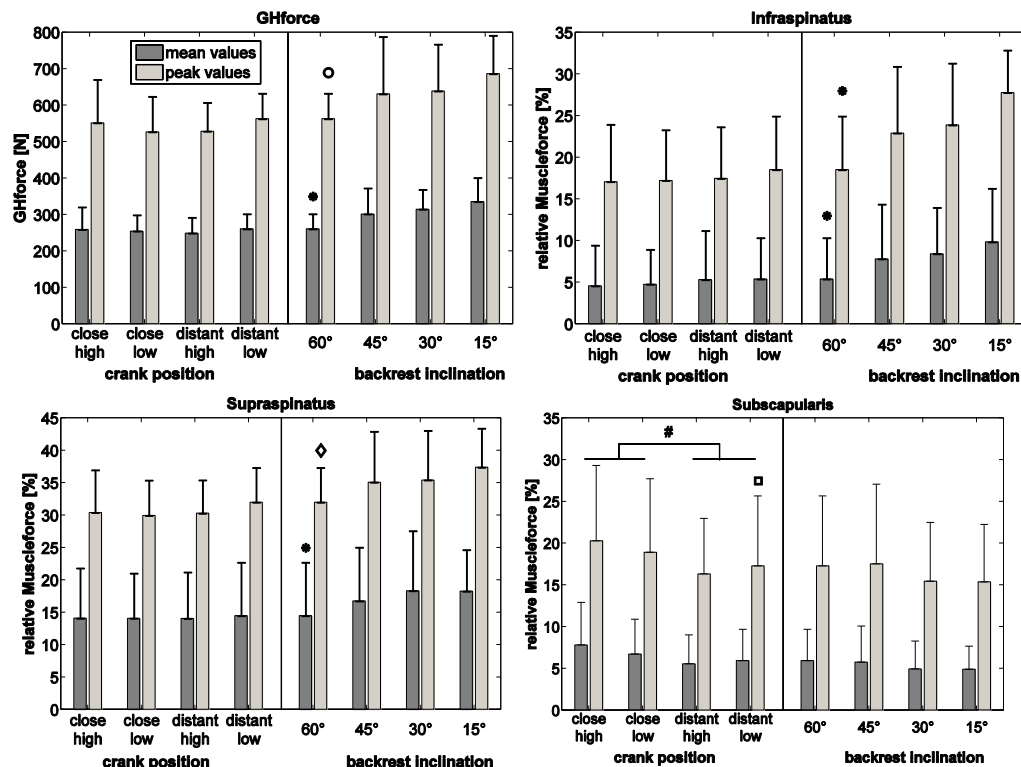 GHforce
800
700
600
500
400
300
200
100
0
GHforce [N]
mean values
peak values
close high
close low
distant high
distant low
60°
45°
30°
15°
crank position
backrest inclination
Infraspinatus
35
30
25
20
15
10
5
0
relative Muscleforce [%]
close high
close low
distant high
distant low
60°
45°
30°
15°
crank position
backrest inclination
Supraspinatus
45
40
35
30
25
20
15
10
5
0
relative Muscleforce [%]
close high
close low
distant high
distant low
60°
45°
30°
15°
crank position
backrest inclination
Subscapularis
35
30
25
20
15
10
5
0
relative Muscleforce [%]
#
close high
close low
distant high
distant low
60°
45°
30°
15°
crank position
backrest inclination